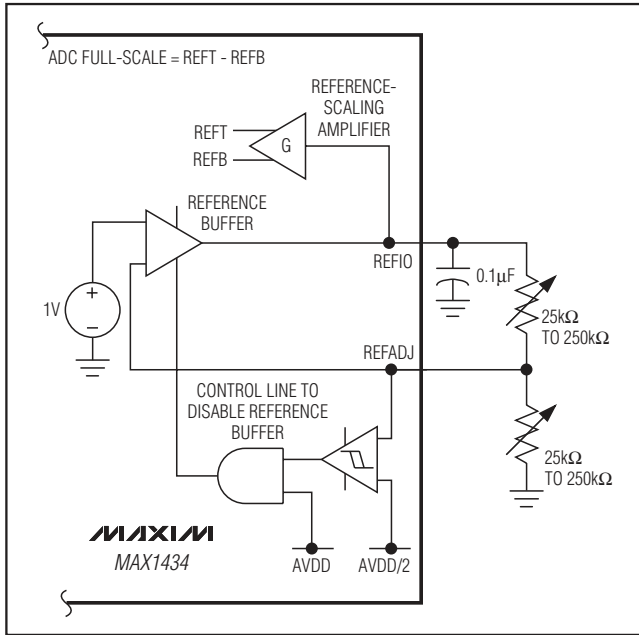 ADC FULL-SCALE = REFT - REFB
REFERENCE-
SCALING
AMPLIFIER
REFT
REFB
G
REFERENCE
BUFFER
REFIO
0.1µF
1V
+
−
25kΩ
TO 250kΩ
REFADJ
CONTROL LINE TO
DISABLE REFERENCE
BUFFER
25kΩ
TO 250kΩ
MAXIM
MAX1434
AVDD
AVDD/2